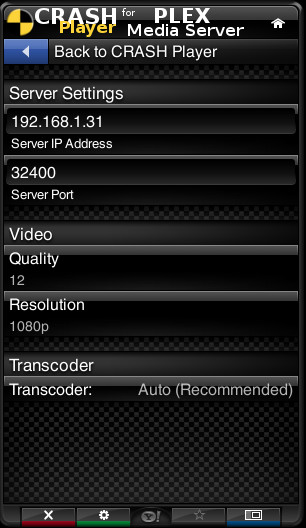 CRASH for PLEX
Player Media Server
Back to CRASH Player
Server Settings
192.168.1.31
Server IP Address
32400
Server Port
Video
Quality
12
Resolution
1080p
Transcoder
Transcoder: Auto (Recommended)
Y!